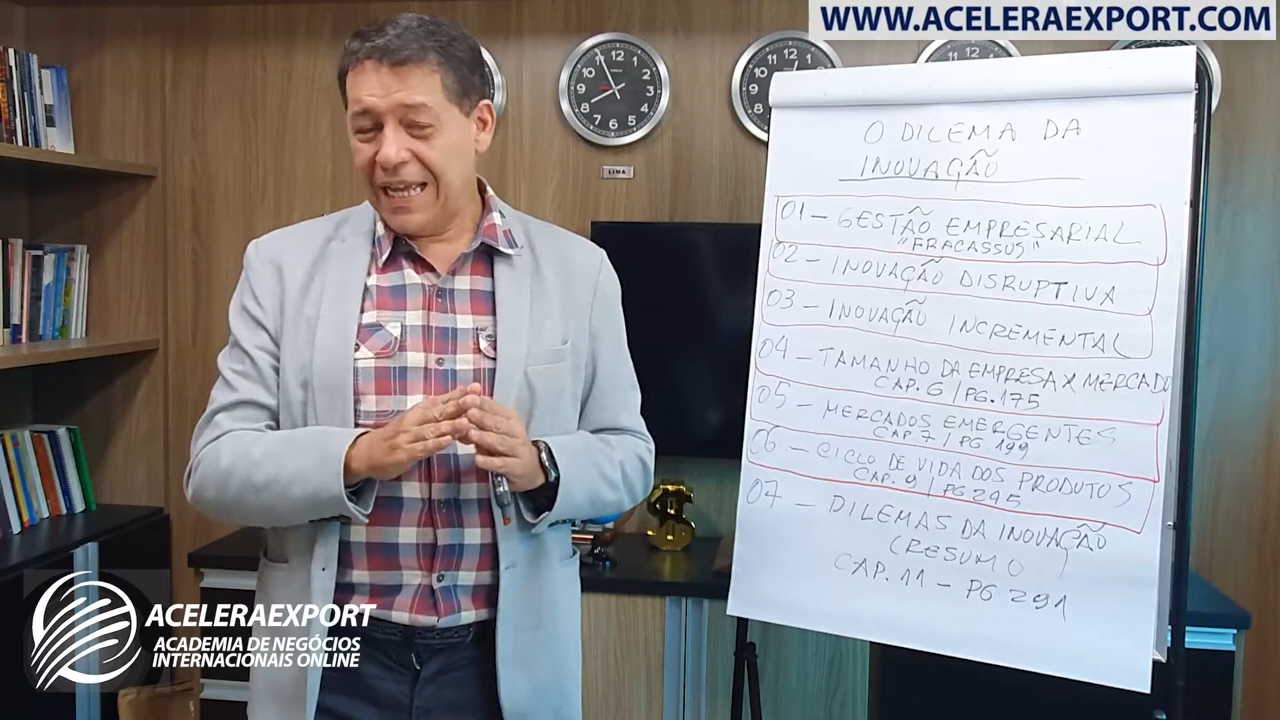 WWW.ACELERAEXPORT.COM
LIMA
O DILEMA DA
INOVAÇÃO
01 - GESTÃO EMPRESARIAL
"FRACASSOS"
02 - INOVAÇÃO DISRUPTIVA
03 - INOVAÇÃO INCREMENTAL
04 - TAMANHO DA EMPRESA X MERCADO
CAP. 6 / PG. 175
05 - MERCADOS EMERGENTES
CAP 7 / PG 199
06 - CICLO DE VIDA DOS PRODUTOS
CAP. 9 / PG 245
07 - DILEMAS DA INOVAÇÃO
(RESUMO
CAP. 11 - PG 291
ACELERAEXPORT
ACADEMIA DE NEGÓCIOS
INTERNACIONAIS ONLINE